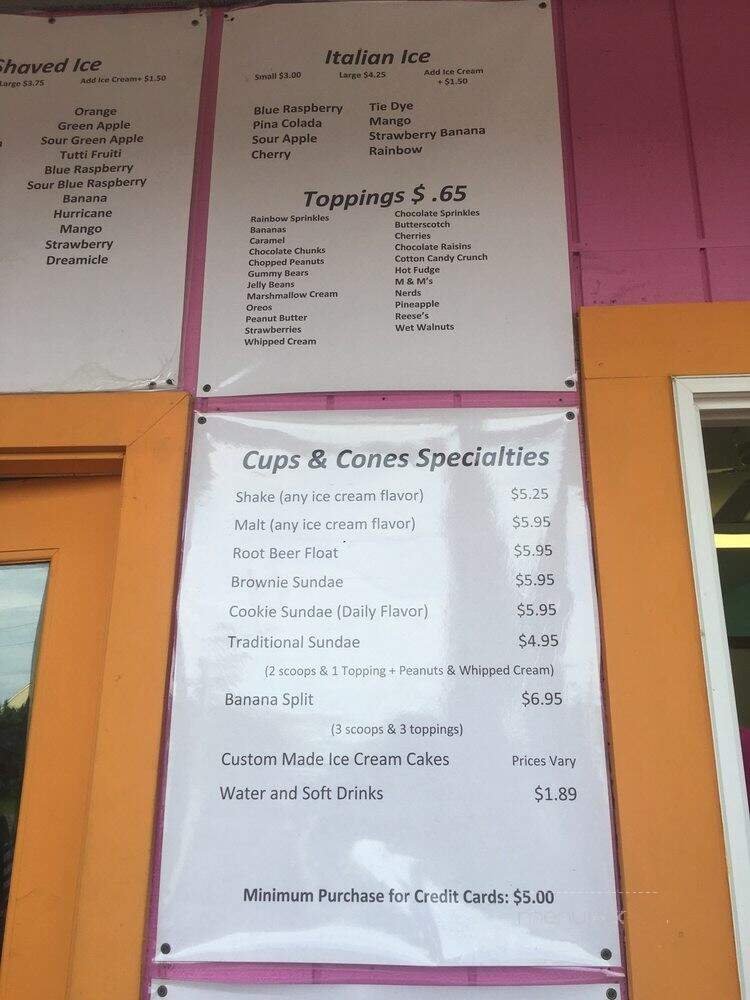 Shaved Ice
Large $3.75 Add Ice Cream+ $1.50
Orange
Green Apple
Sour Green Apple
Tutti Fruiti
Blue Raspberry
Sour Blue Raspberry
Banana
Hurricane
Mango
Strawberry
Dreamicle
Italian Ice
Small $3.00 Large $4.25 Add Ice Cream
+ $1.50
Blue Raspberry
Pina Colada
Sour Apple
Cherry
Tie Dye
Mango
Strawberry Banana
Rainbow
Toppings $ .65
Rainbow Sprinkles
Bananas
Caramel
Chocolate Chunks
Chopped Peanuts
Gummy Bears
Jelly Beans
Marshmallow Cream
Oreos
Peanut Butter
Strawberries
Whipped Cream
Chocolate Sprinkles
Butterscotch
Cherries
Chocolate Raisins
Cotton Candy Crunch
Hot Fudge
M & M's
Nerds
Pineapple
Reese's
Wet Walnuts
Cups & Cones Specialties
Shake (any ice cream flavor) $5.25
Malt (any ice cream flavor) $5.95
Root Beer Float $5.95
Brownie Sundae $5.95
Cookie Sundae (Daily Flavor) $5.95
Traditional Sundae $4.95
(2 scoops & 1 Topping + Peanuts & Whipped Cream)
Banana Split $6.95
(3 scoops & 3 toppings)
Custom Made Ice Cream Cakes Prices Vary
Water and Soft Drinks $1.89
Minimum Purchase for Credit Cards: $5.00